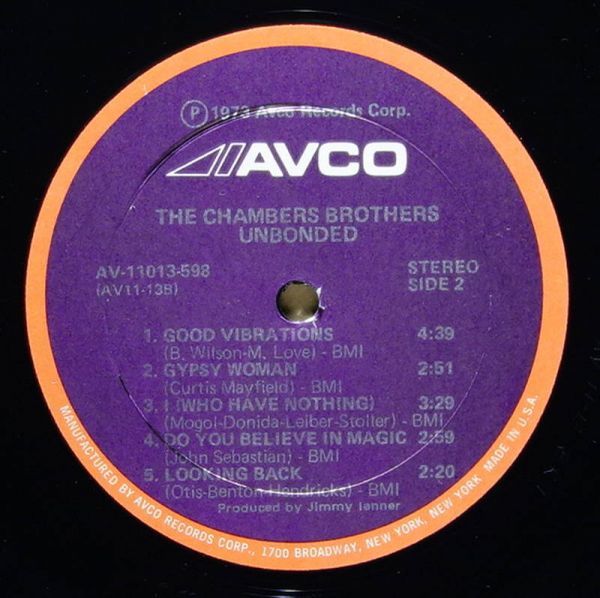 Ⓟ 1973 Avco Records Corp.
AVCO
THE CHAMBERS BROTHERS
UNBONDED
AV-11013-598
(AV11-13B)
STEREO
SIDE 2
1. GOOD VIBRATIONS 4:39
(B. Wilson-M. Love) - BMI
2. GYPSY WOMAN 2:51
(Curtis Mayfield) - BMI
3. I (WHO HAVE NOTHING) 3:29
(Mogol-Donida-Leiber-Stoller) - BMI
4. DO YOU BELIEVE IN MAGIC 2:59
(John Sebastian) - BMI
5. LOOKING BACK 2:20
(Otis-Benton-Hendricks) - BMI
Produced by Jimmy Ienner
MANUFACTURED BY AVCO RECORDS CORP., 1700 BROADWAY, NEW YORK, NEW YORK MADE IN U.S.A.